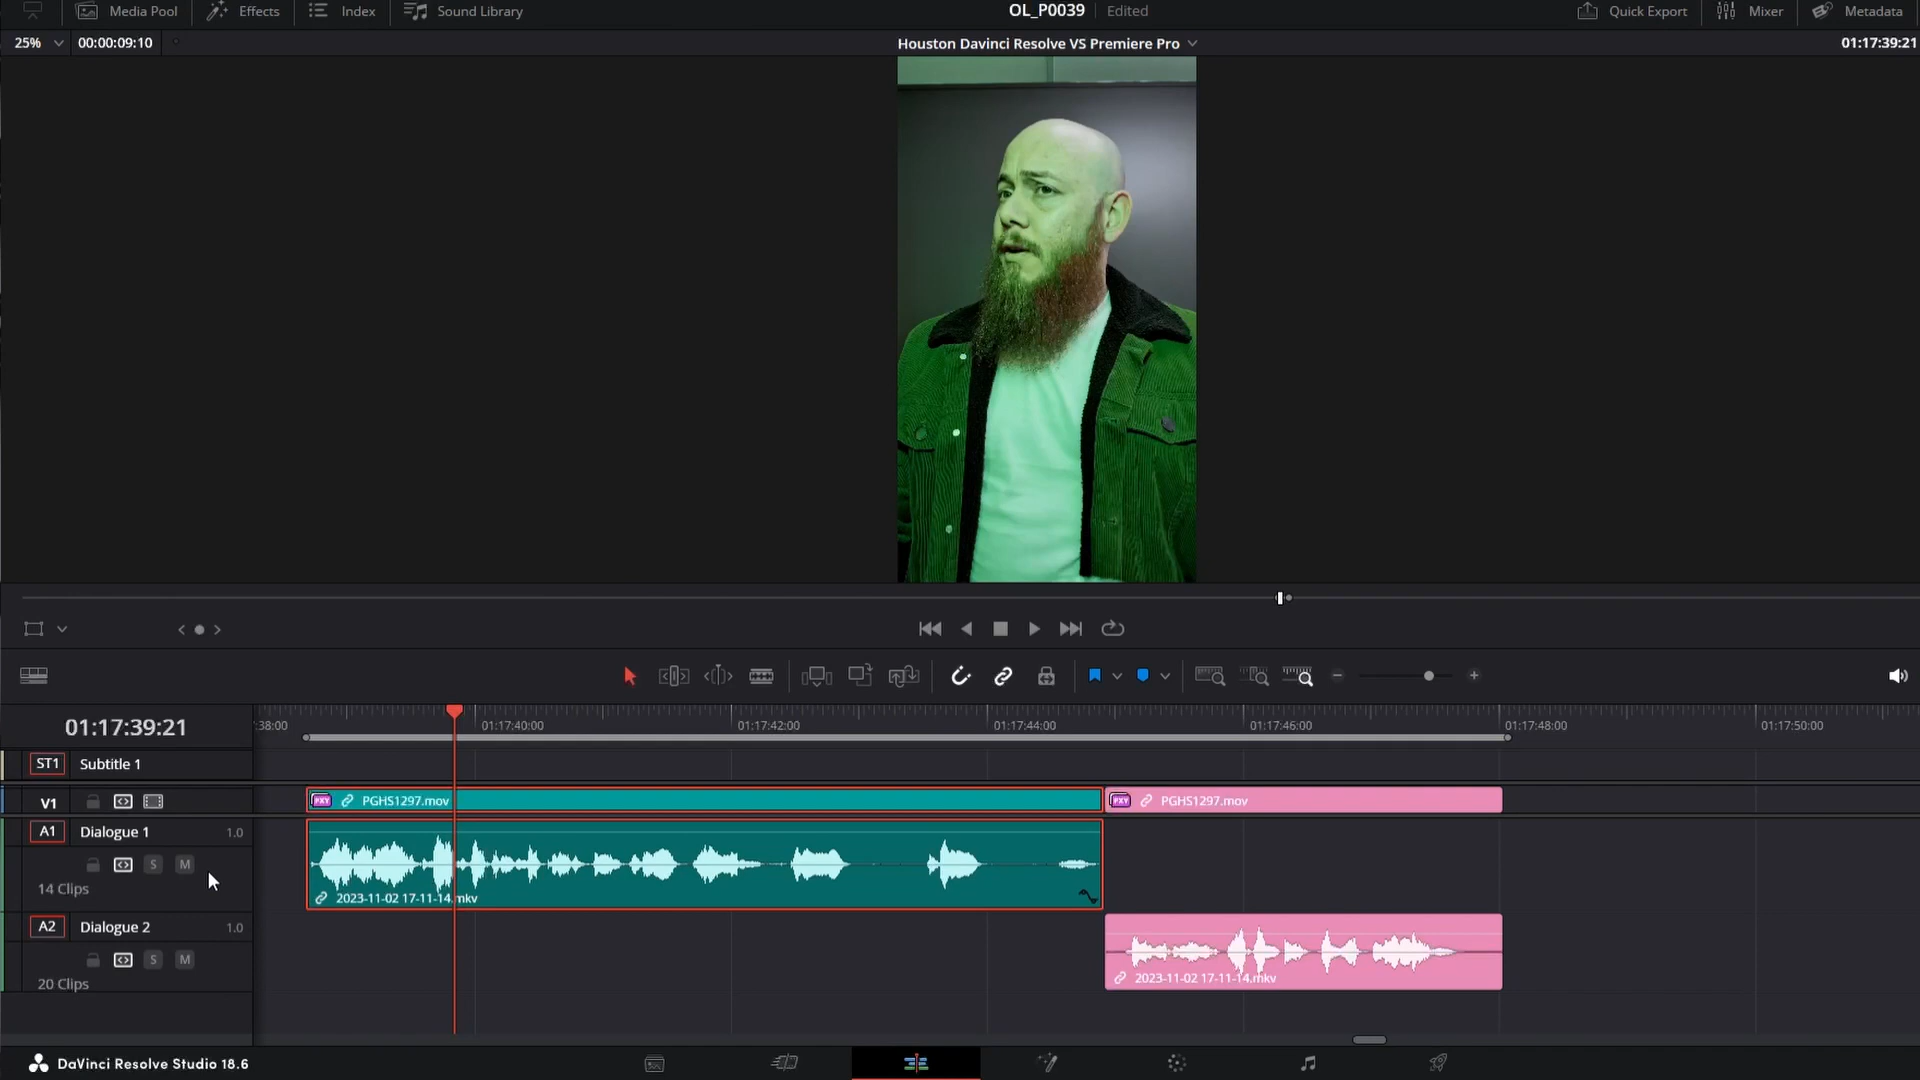 Media Pool Effects Index Sound Library OL_P0039 Edited Quick Export Mixer Metadata
25% 00:00:09:10 Houston Davinci Resolve VS Premiere Pro 01:17:39:21
01:17:39:21 :38:00 01:17:40:00 01:17:42:00 01:17:44:00 01:17:46:00 01:17:48:00 01:17:50:00
ST1 Subtitle 1
V1 PXY PGHS1297.mov PXY PGHS1297.mov
A1 Dialogue 1 1.0
S M
14 Clips 2023-11-02 17-11-14.mkv
A2 Dialogue 2 1.0
S M
20 Clips 2023-11-02 17-11-14.mkv
DaVinci Resolve Studio 18.6